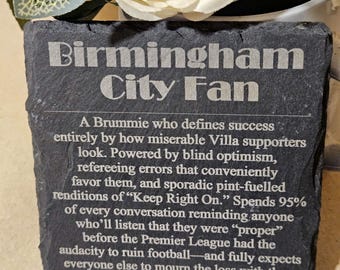 Birmingham
City Fan
A Brummie who defines success
entirely by how miserable Villa supporters
look. Powered by blind optimism,
refereeing errors that conveniently
favor them, and sporadic pint-fuelled
renditions of “Keep Right On.” Spends 95%
of every conversation reminding anyone
who’ll listen that they were “proper”
before the Premier League had the
audacity to ruin football—and fully expects
everyone else to mourn the loss with